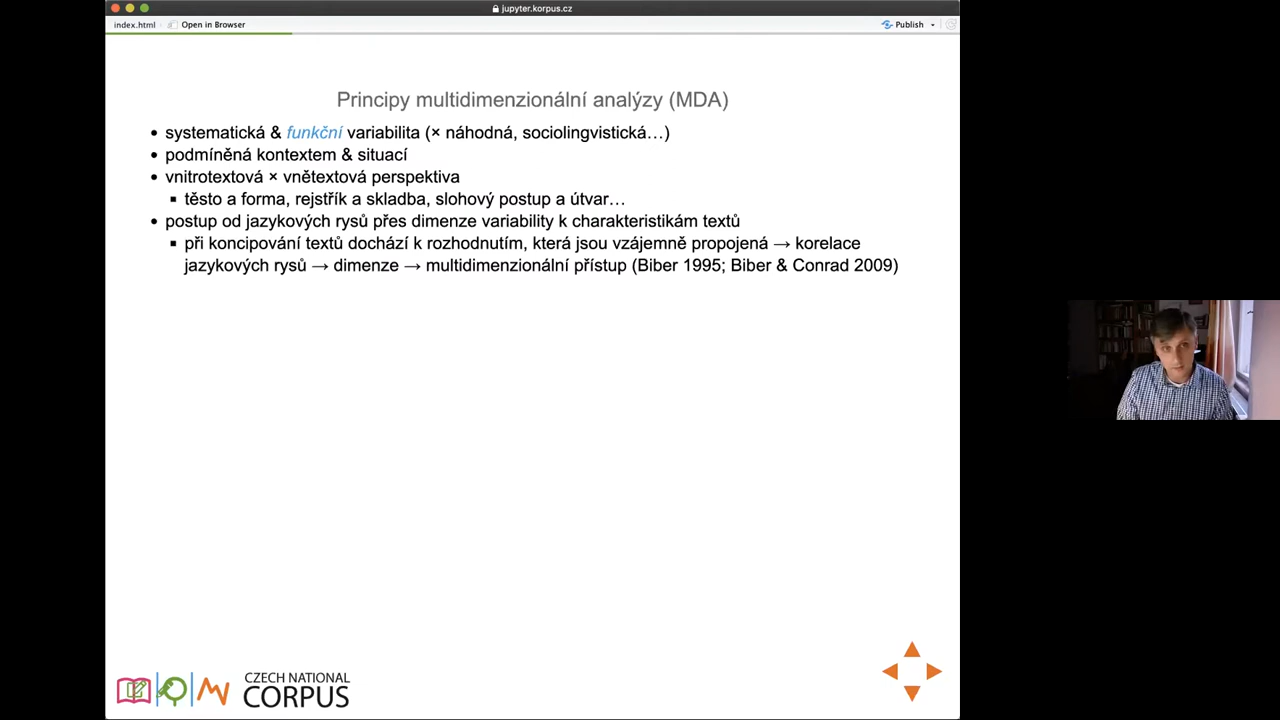 jupyter.korpus.cz
index.html
Open in Browser
Publish
Principy multidimenzionální analýzy (MDA)
• systematická & funkční variabilita (× náhodná, sociolingvistická…)
• podmíněná kontextem & situací
• vnitrotextová × vnětextová perspektiva
▪ těsto a forma, rejstřík a skladba, slohový postup a útvar…
• postup od jazykových rysů přes dimenze variability k charakteristikám textů
▪ při koncipování textů dochází k rozhodnutím, která jsou vzájemně propojená → korelace
jazykových rysů → dimenze → multidimenzionální přístup (Biber 1995; Biber & Conrad 2009)
CZECH NATIONAL
CORPUS